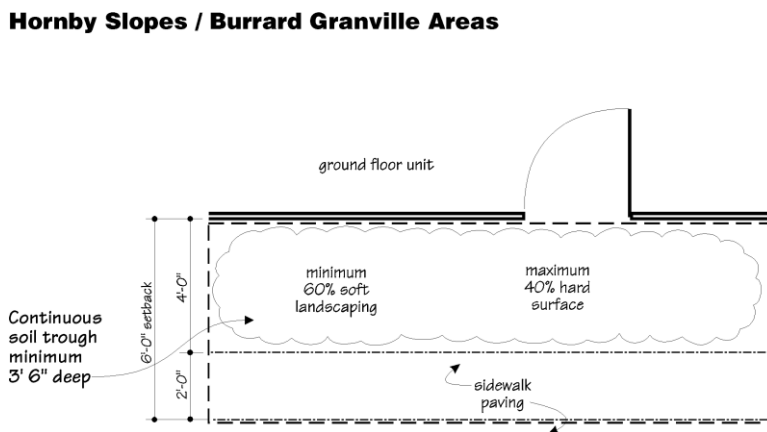 Hornby Slopes / Burrard Granville Areas
ground floor unit
minimum
60% soft
landscaping
maximum
40% hard
surface
4'-0"
6'-0" setback
Continuous
soil trough
minimum
3' 6" deep
2'-0"
sidewalk
paving